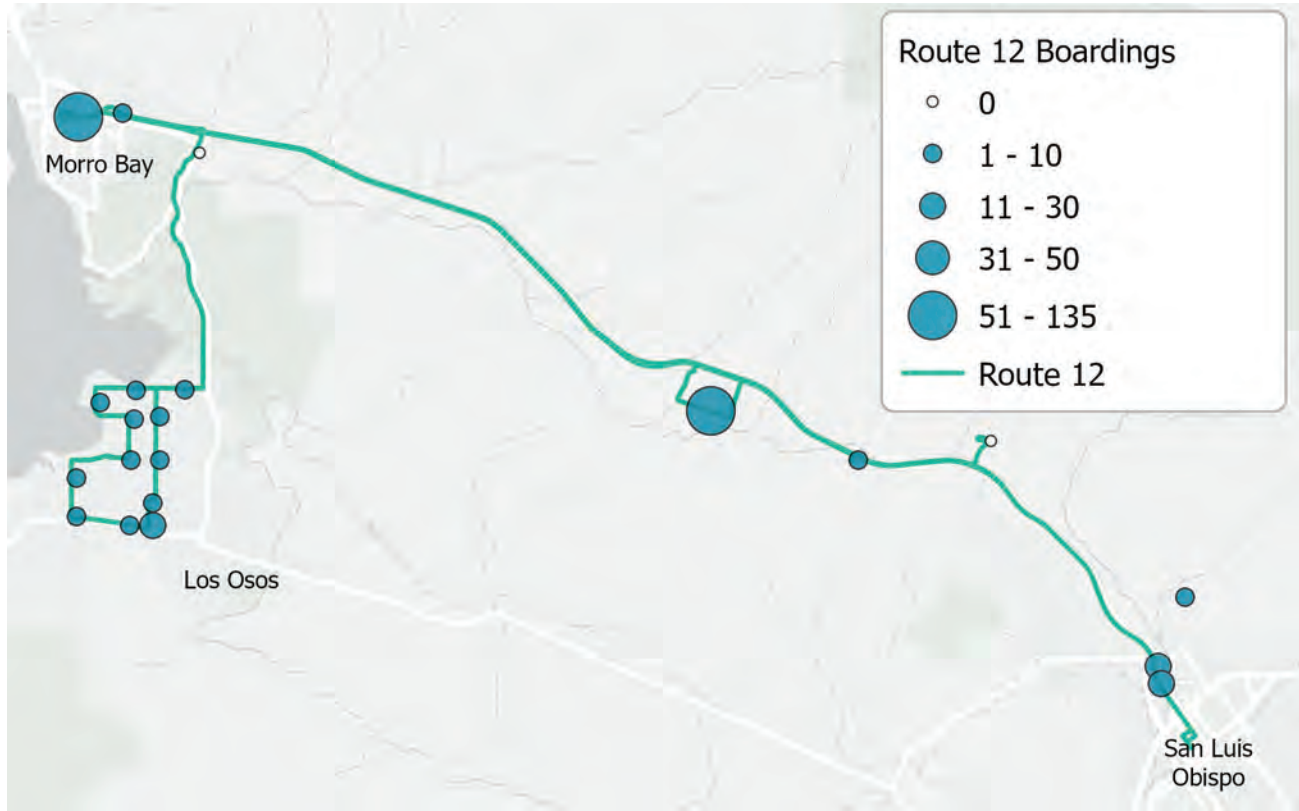 Route 12 Boardings
0
1 - 10
11 - 30
31 - 50
51 - 135
Route 12
Morro Bay
Los Osos
San Luis
Obispo